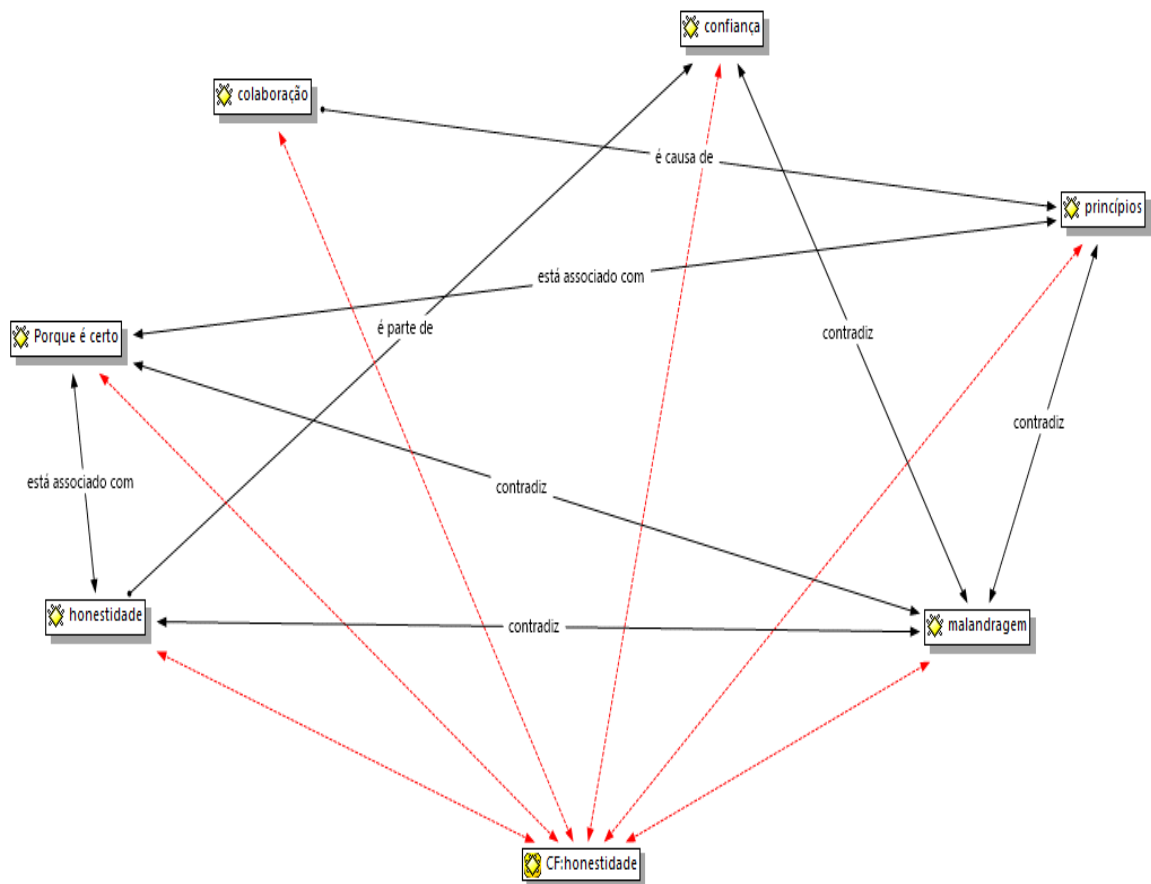 confiança
colaboração
é causa de
princípios
está associado com
Porque é certo
é parte de
contradiz
contradiz
está associado com
contradiz
honestidade
contradiz
malandragem
CF:honestidade